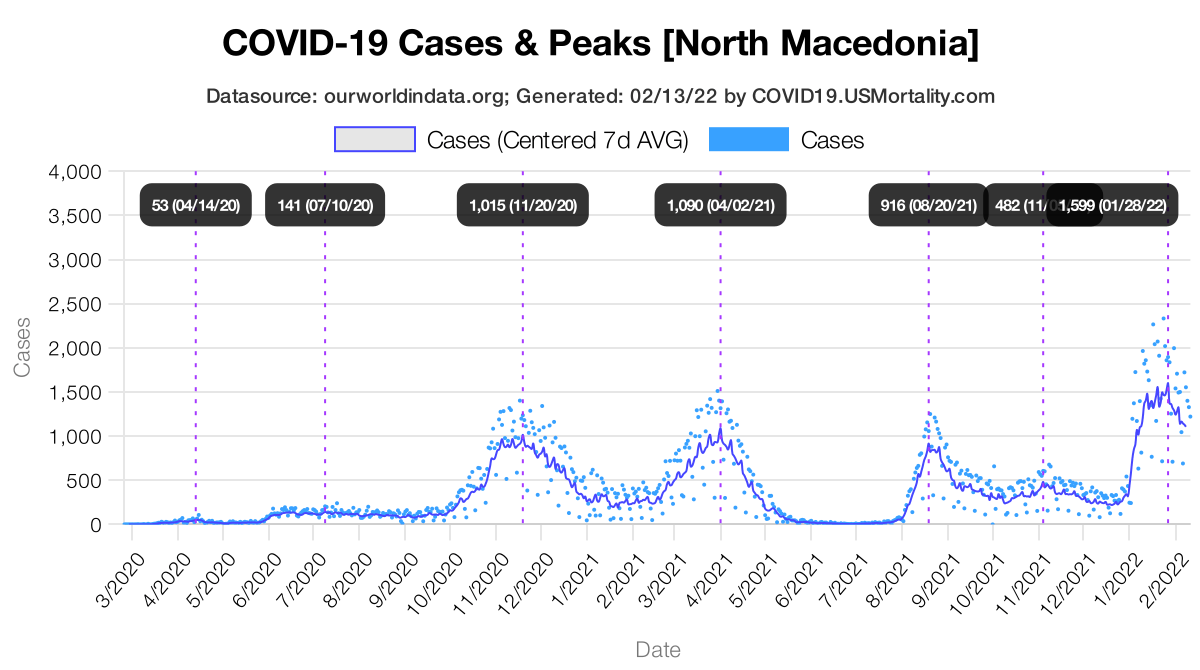 COVID-19 Cases & Peaks [North Macedonia]
Datasource: ourworldindata.org; Generated: 02/13/22 by COVID19.USMortality.com
Cases (Centered 7d AVG) Cases
4,000
53 (04/14/20) 141 (07/10/20) 1,015 (11/20/20) 1,090 (04/02/21) 916 (08/20/21) 482 (11/ 1,599 (01/28/22)
3,500
3,000
2,500
2,000
1,500
1,000
500
0
Cases
3/2020 4/2020 5/2020 6/2020 7/2020 8/2020 9/2020 10/2020 11/2020 12/2020 1/2021 2/2021 3/2021 4/2021 5/2021 6/2021 7/2021 8/2021 9/2021 10/2021 11/2021 12/2021 1/2022 2/2022
Date